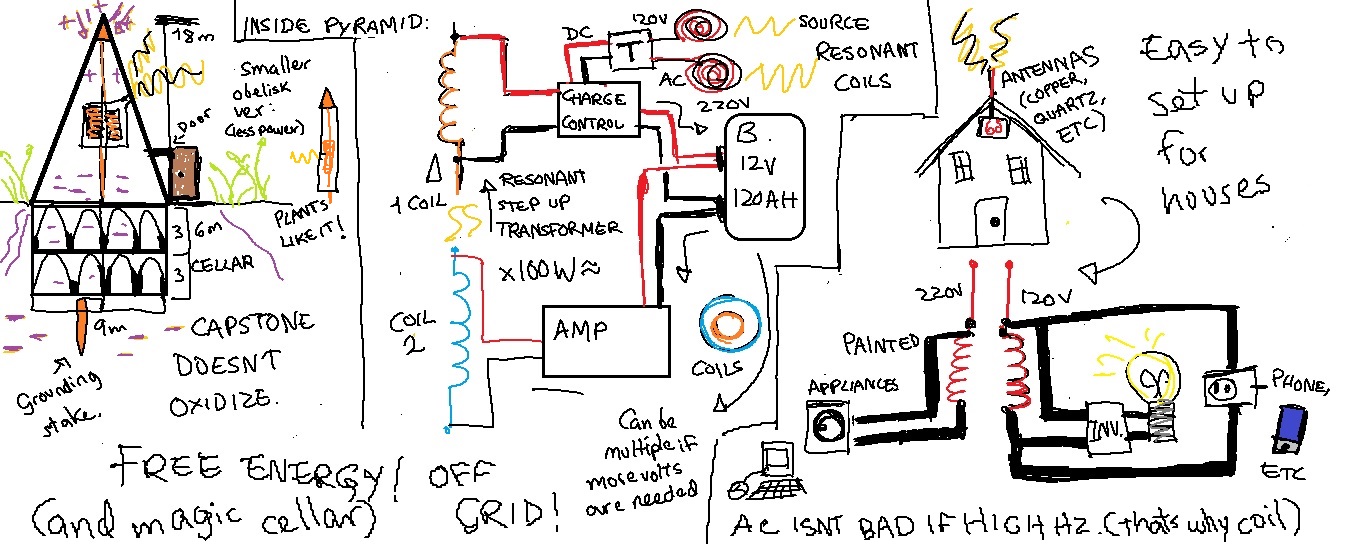 18m
smaller
obelisk
ver:
(less power)
Door
PLANTS
LIKE IT!
3
6m
3
CELLAR
9m
Grounding
stake.
CAPSTONE
DOESN'T
OXIDIZE.
FREE ENERGY! OFF
GRID!
(and magic cellar)
INSIDE PYRAMID:
1 COIL
RESONANT
STEP UP
TRANSFORMER
x100W≈
COIL
2
AMP
CHARGE
CONTROL
DC
T
120V
AC
220V
SOURCE
RESONANT
COILS
B.
12V
120AH
COILS
Can be
multiple if
more volts
are needed
ANTENNAS
(COPPER,
QUARTZ,
ETC)
Easy to
set up
for
houses
220V
120V
PAINTED
APPLIANCES
INV.
PHONE,
ETC
AC ISNT BAD IF HIGH HZ. (thats why coil)